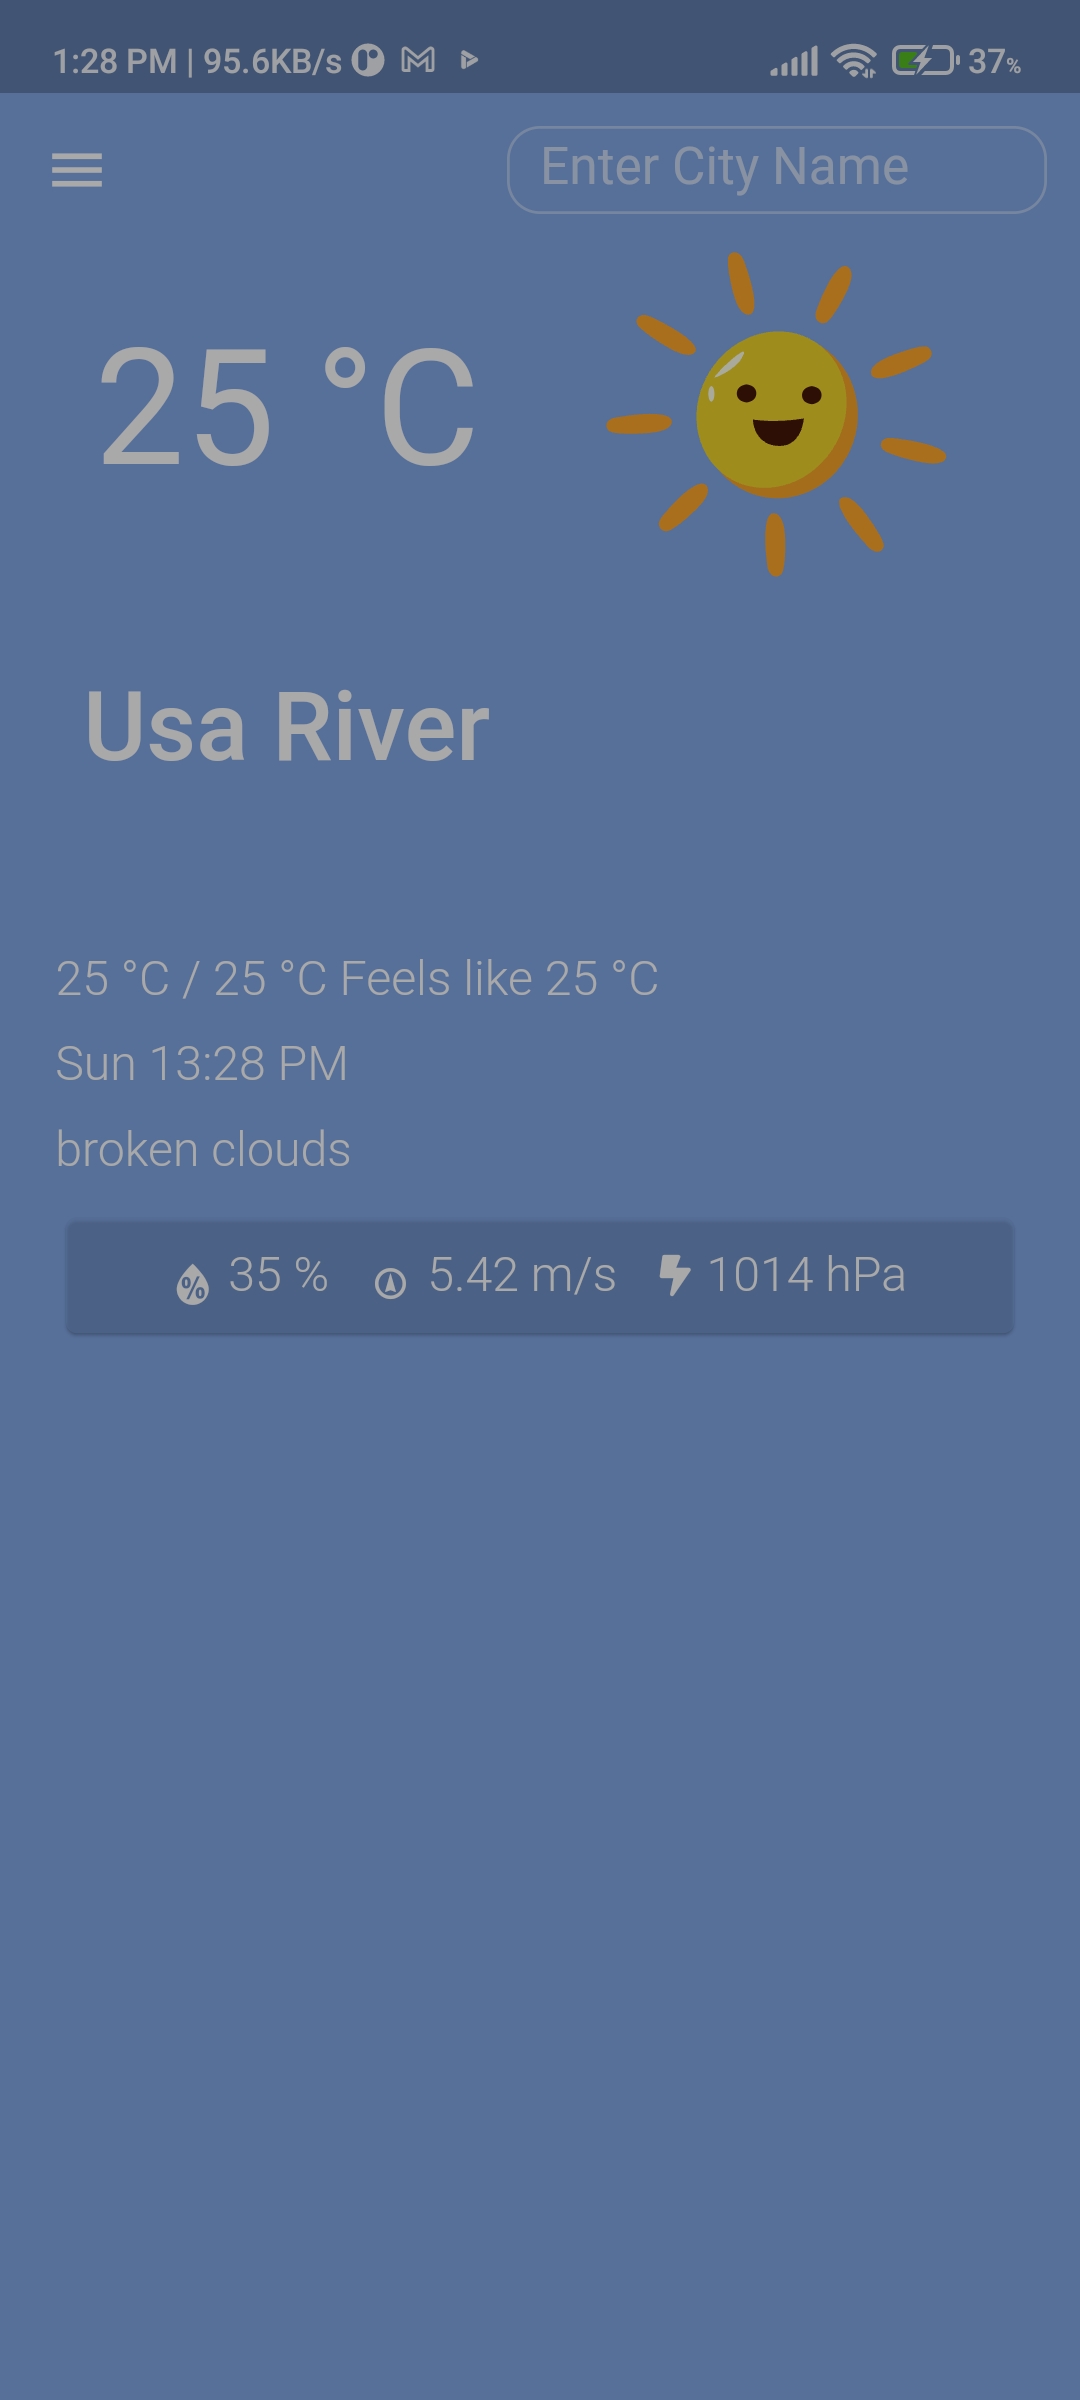 1:28 PM | 95.6KB/s 37%
Enter City Name
25 °C
Usa River
25 °C / 25 °C Feels like 25 °C
Sun 13:28 PM
broken clouds
% 35 % 5.42 m/s 1014 hPa